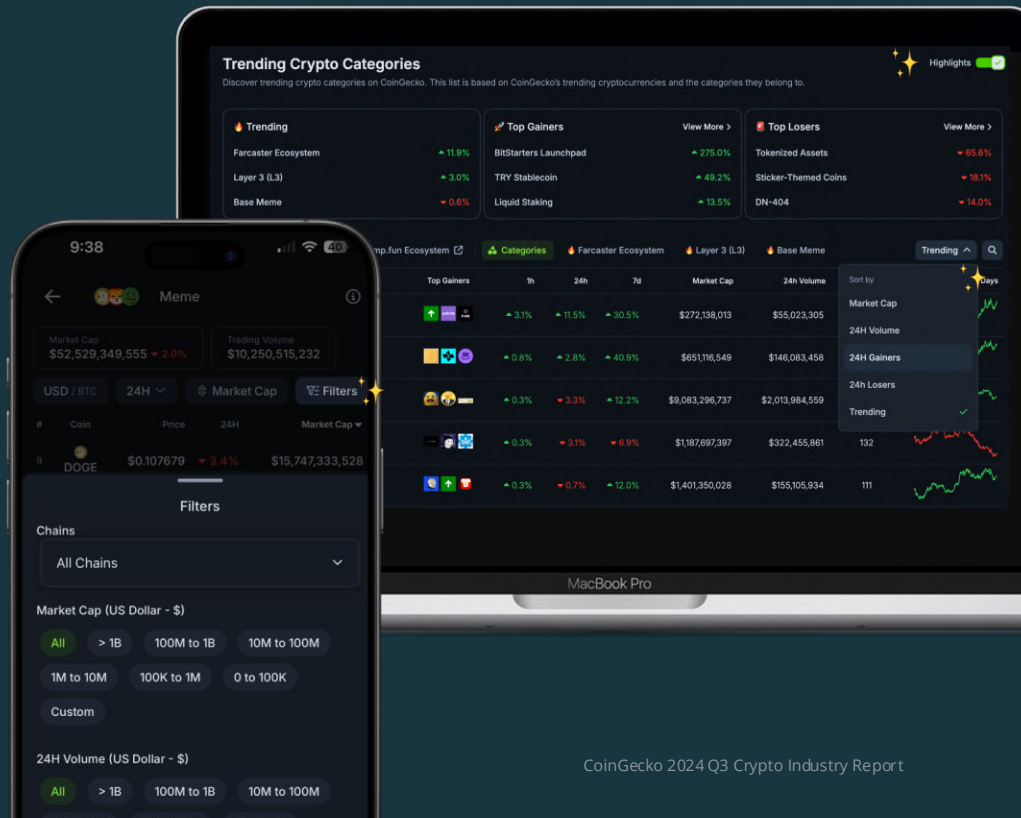 Trending Crypto Categories
Discover trending crypto categories on CoinGecko. This list is based on CoinGecko's trending cryptocurrencies and the categories they belong to.
Highlights
Trending
Farcaster Ecosystem 11.9%
Layer 3 (L3) 3.0%
Base Meme 0.6%
Top Gainers View More >
BitStarters Launchpad 275.0%
TRY Stablecoin 49.2%
Liquid Staking 13.5%
Top Losers View More >
Tokenized Assets 65.6%
Sticker-Themed Coins 18.1%
DN-404 14.0%
mp.fun Ecosystem Categories Farcaster Ecosystem Layer 3 (L3) Base Meme Trending
Top Gainers 1h 24h 7d Market Cap 24h Volume Days
3.1% 11.5% 30.5% $272,138,013 $55,023,305
0.8% 2.8% 40.9% $651,116,549 $146,083,458
0.3% 3.3% 12.2% $9,083,296,737 $2,013,984,559
0.3% 3.1% 6.9% $1,187,697,397 $322,455,861 132
0.3% 0.7% 12.0% $1,401,350,028 $155,105,934 111
Sort by
Market Cap
24H Volume
24H Gainers
24h Losers
Trending
MacBook Pro
9:38 40
Meme
Market Cap
$52,529,349,555 2.0%
Trading Volume
$10,250,515,232
USD / BTC 24H Market Cap Filters
# Coin Price 24H Market Cap
9 DOGE $0.107679 3.4% $15,747,333,528
Filters
Chains
All Chains
Market Cap (US Dollar - $)
All > 1B 100M to 1B 10M to 100M
1M to 10M 100K to 1M 0 to 100K
Custom
24H Volume (US Dollar - $)
All > 1B 100M to 1B 10M to 100M
CoinGecko 2024 Q3 Crypto Industry Report